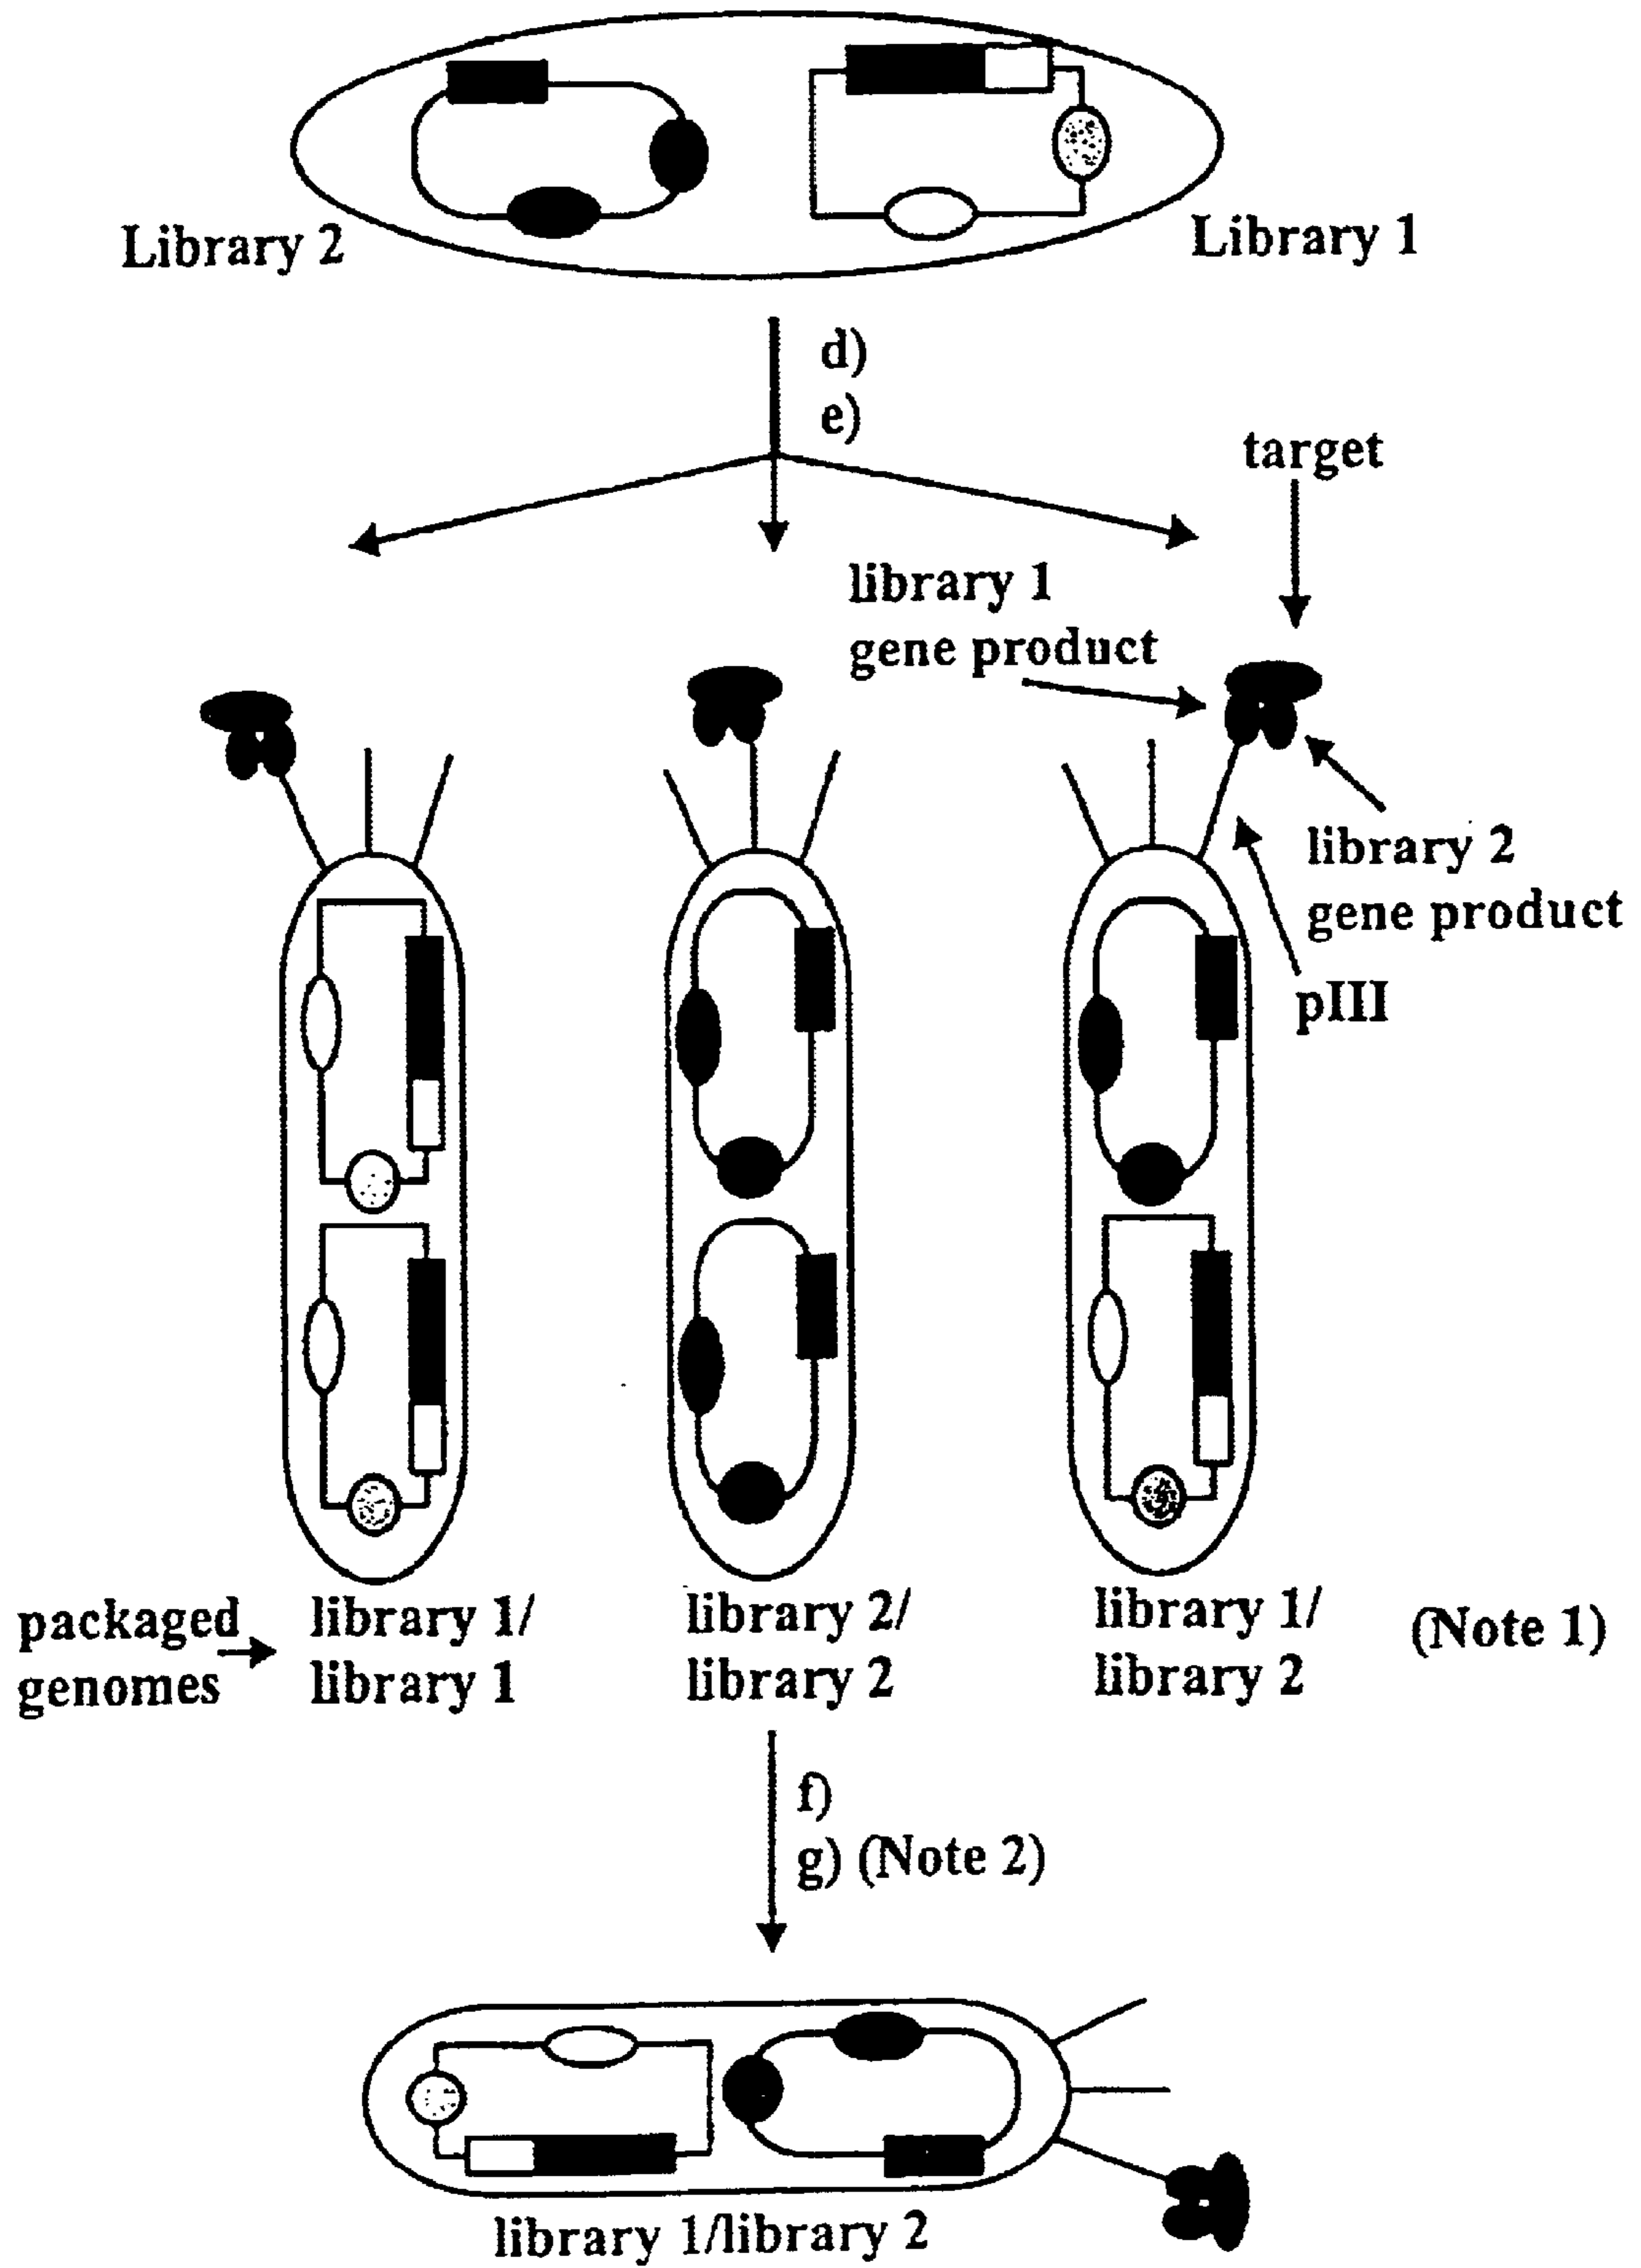 Library 2
Library 1
d)
e)
target
library 1
gene product
library 2
gene product
pIII
packaged
genomes
library 1/
library 1
library 2/
library 2
library 1/
library 2
(Note 1)
f)
g) (Note 2)
library 1/library 2